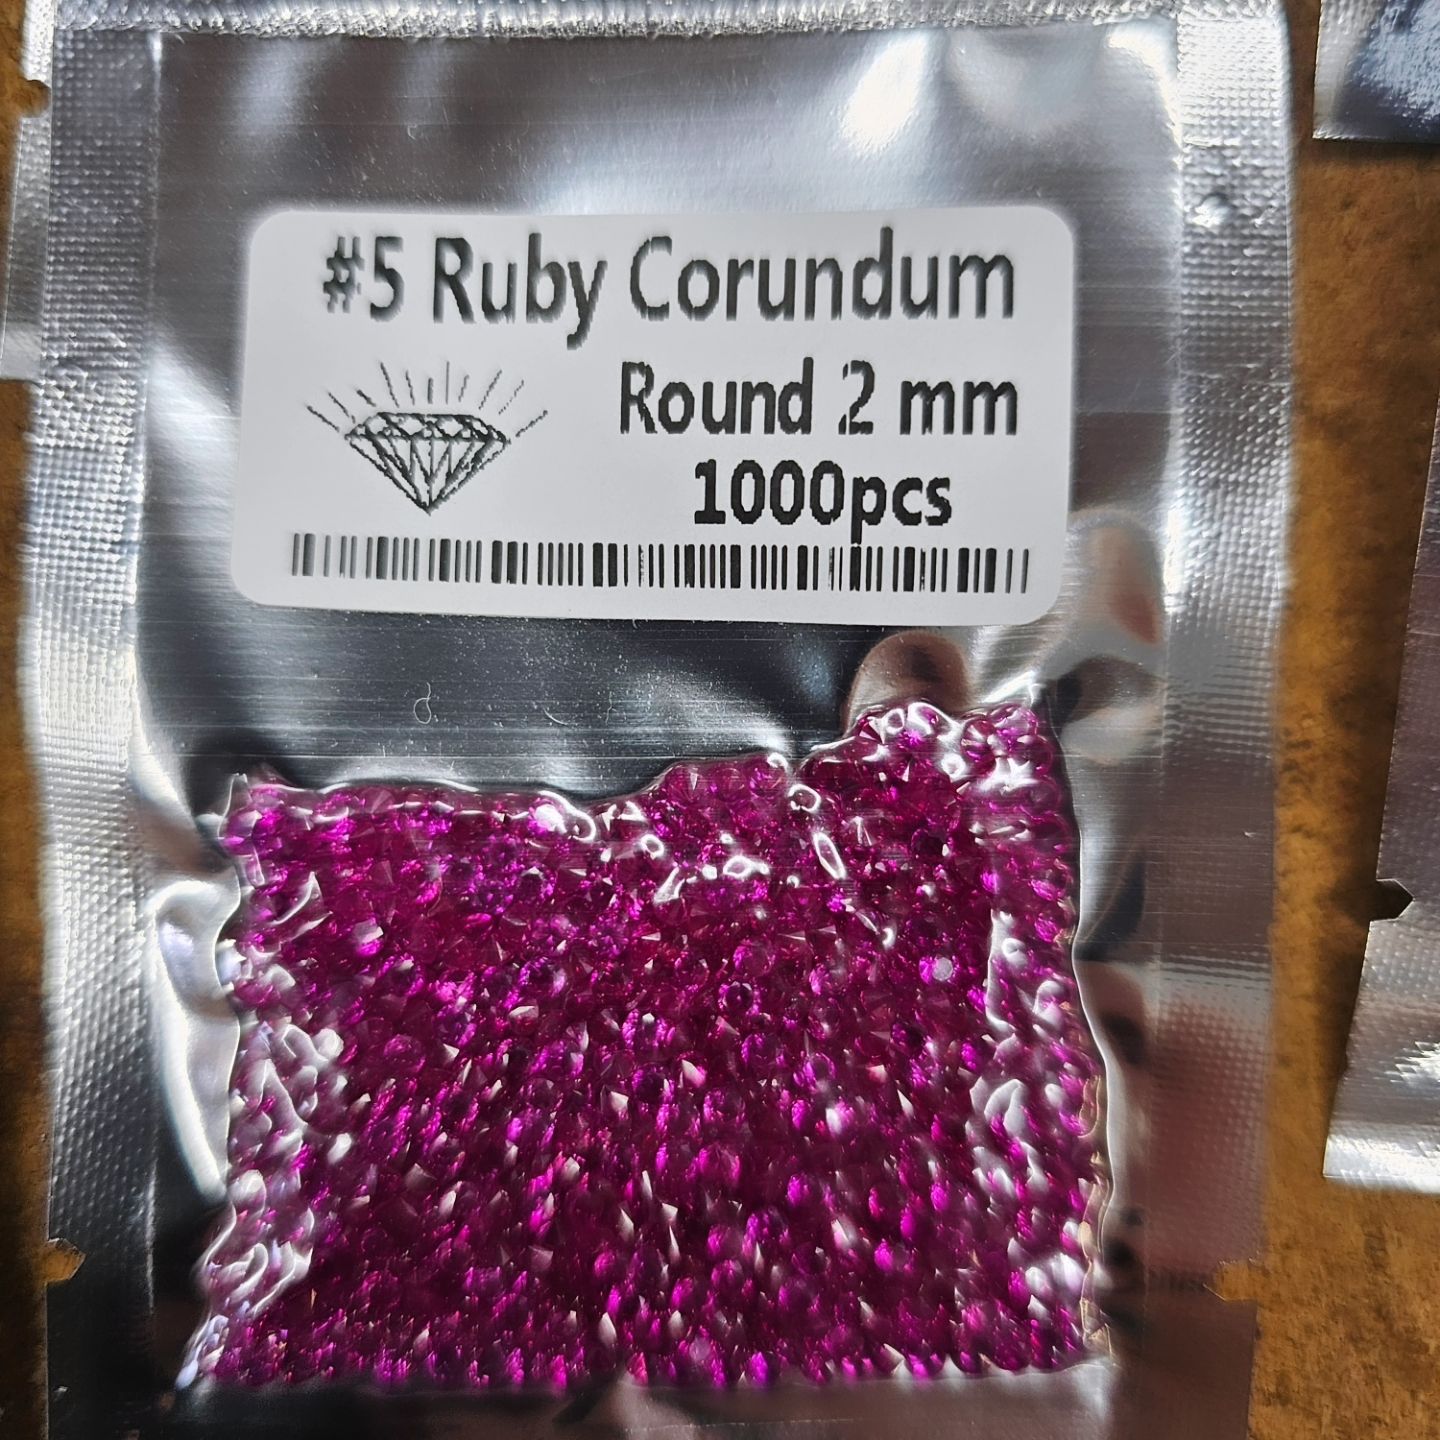 #5 Ruby Corundum
Round 2 mm
1000pcs